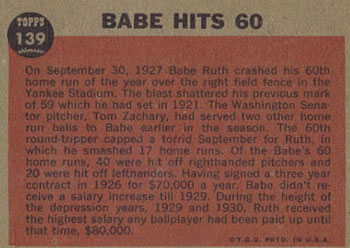 BABE HITS 60
TOPPS
139
On September 30, 1927 Babe Ruth crashed his 60th
home run of the year over the right field fence in the
Yankee Stadium. The blast shattered his previous mark
of 59 which he had set in 1921. The Washington Sena-
tor pitcher, Tom Zachary, had served two other home
run balls to Babe earlier in the season. The 60th
round-tripper capped a torrid September for Ruth, in
which he smashed 17 home runs. Of the Babe's 60
home runs, 40 were hit off righthanded pitchers and
20 were hit off lefthanders. Having signed a three year
contract in 1926 for $70,000 a year, Babe didn't re-
ceive a salary increase till 1929. During the height of
the depression years, 1929 and 1930, Ruth received
the highest salary any ballplayer had been paid up until
that time, $80,000.
©T.C.G. PRTD. IN U.S.A.